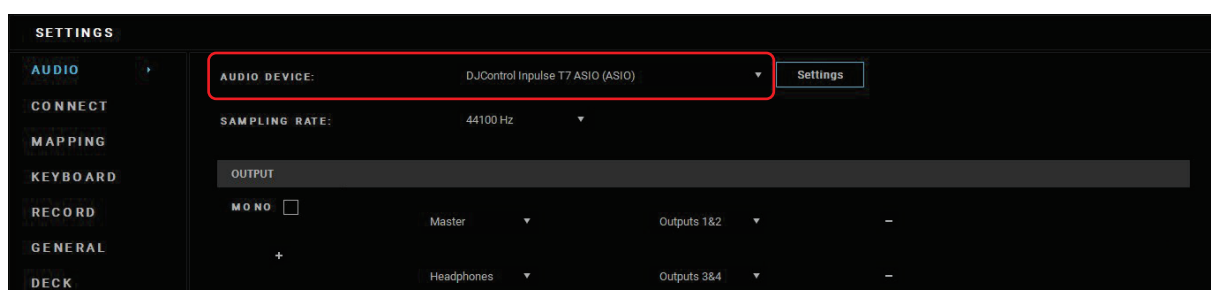 SETTINGS
AUDIO
CONNECT
MAPPING
KEYBOARD
RECORD
GENERAL
DECK
AUDIO DEVICE: DJControl Inpulse T7 ASIO (ASIO) Settings
SAMPLING RATE: 44100 Hz
OUTPUT
MONO
Master Outputs 1&2 –
+
Headphones Outputs 3&4 –